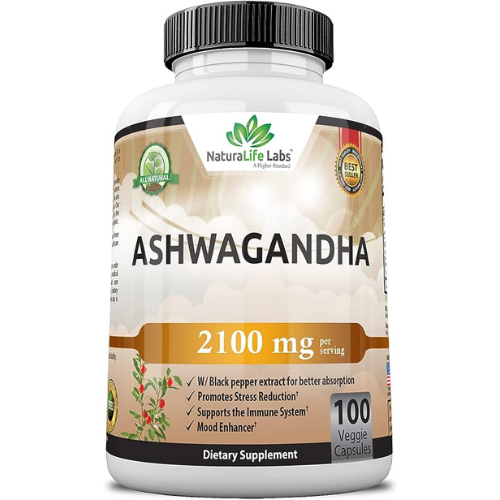 NaturaLife Labs™
A Higher Standard
ALL NATURAL
BEST
SELLER
ASHWAGANDHA
2100 mg per
serving
✓ W/ Black pepper extract for better absorption
✓ Promotes Stress Reduction†
✓ Supports the Immune System†
✓ Mood Enhancer†
100
Veggie
Capsules
Dietary Supplement